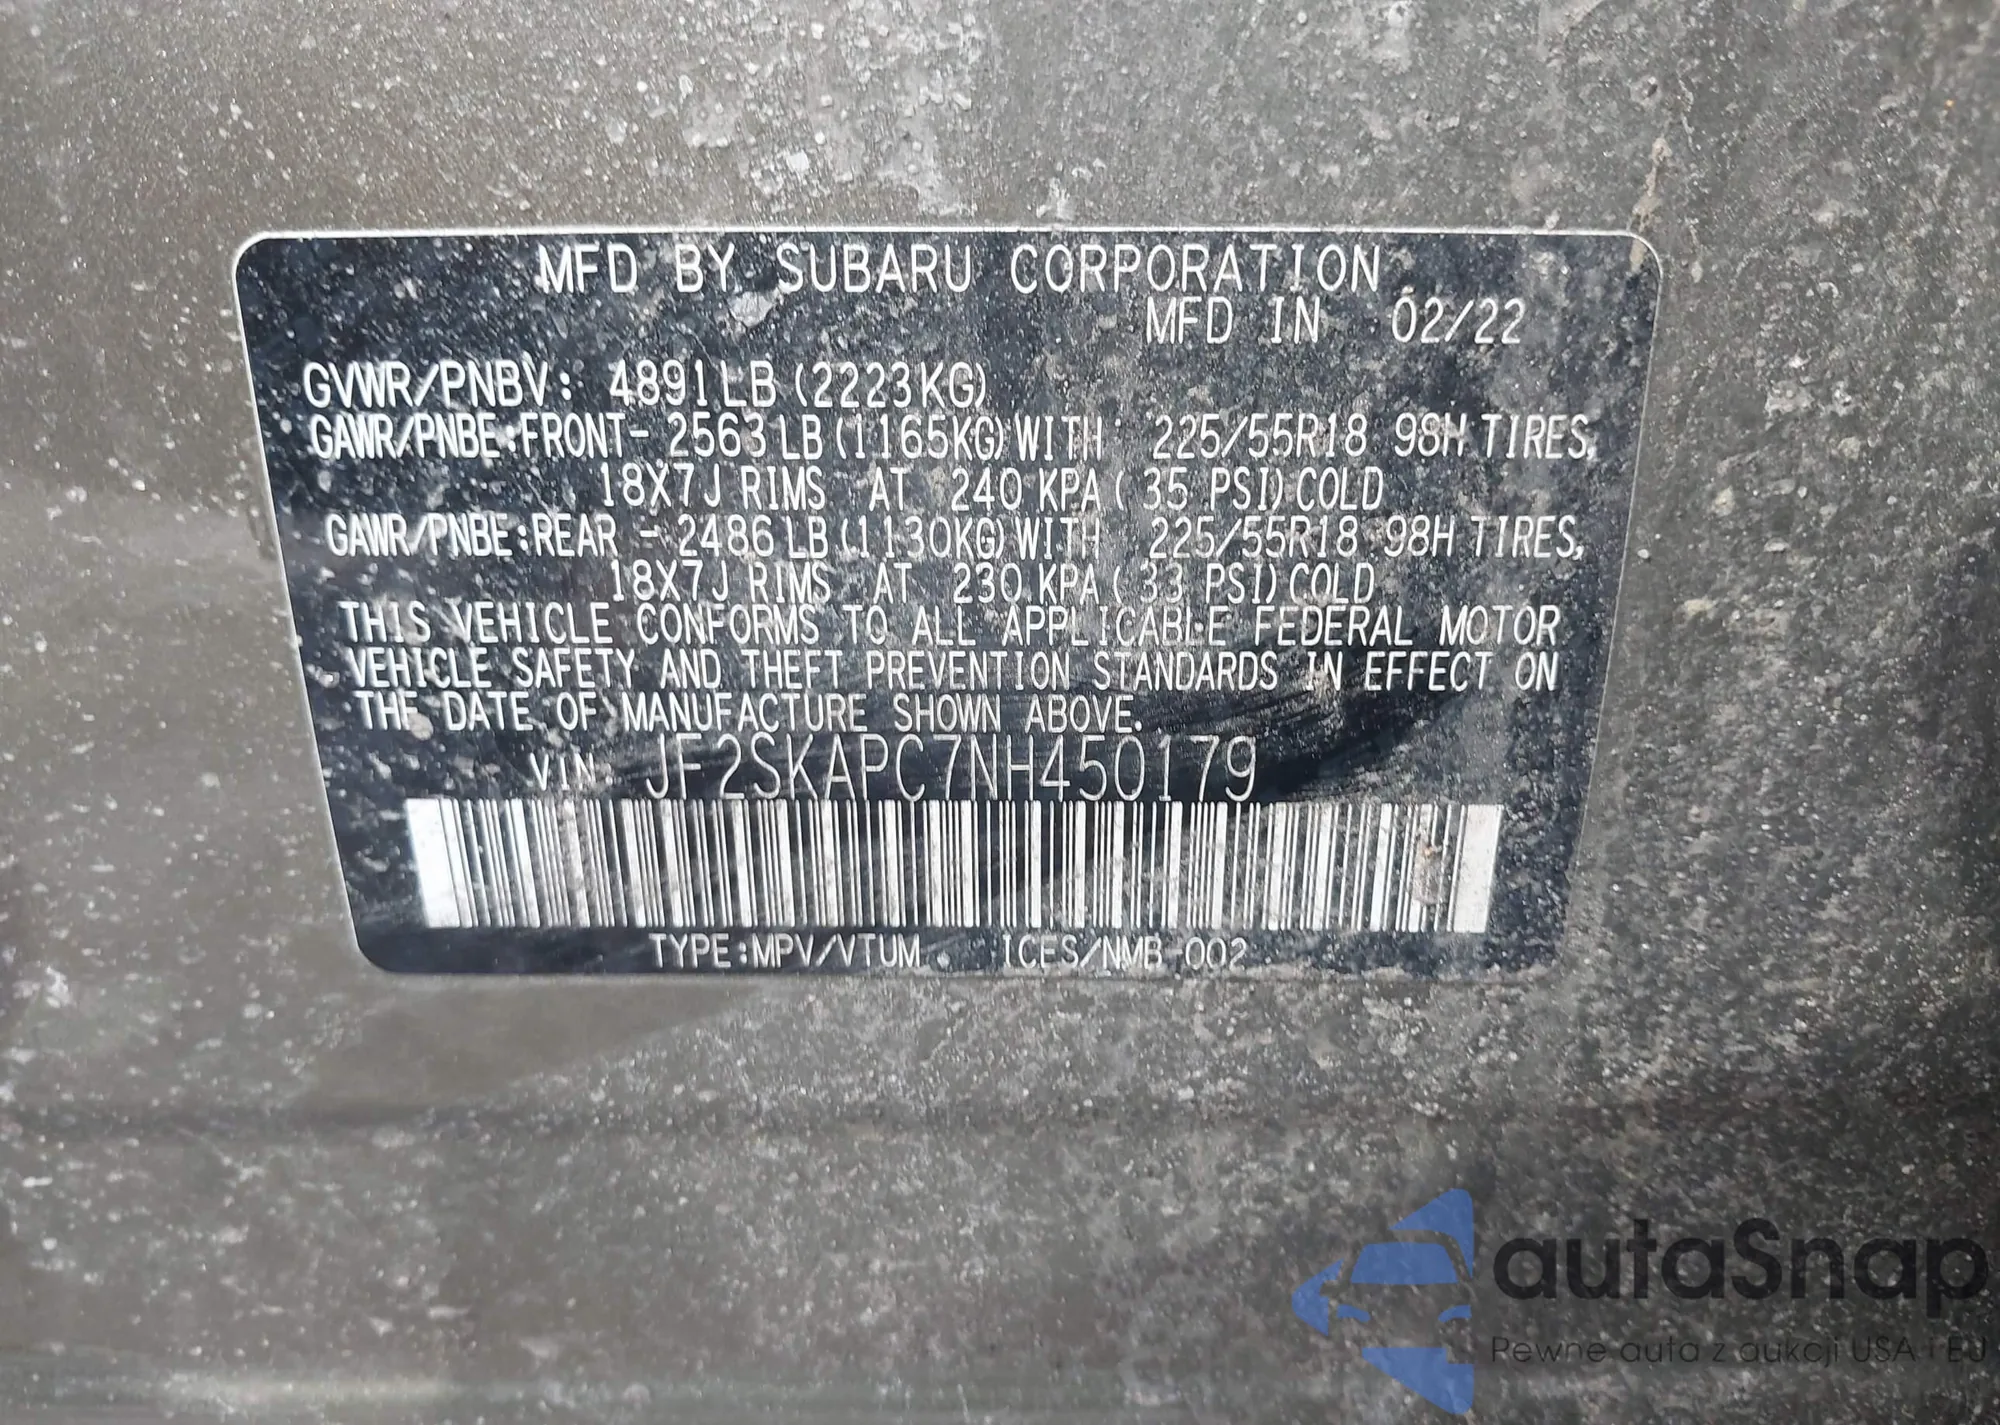 MFD BY SUBARU CORPORATION
MFD IN 02/22
GVWR/PNBV: 4891LB (2223KG)
GAWR/PNBE:FRONT- 2563LB(1165KG)WITH 225/55R18 98H TIRES,
18X7J RIMS AT 240 KPA( 35 PSI)COLD
GAWR/PNBE:REAR - 2486LB(1130KG)WITH 225/55R18 98H TIRES,
18X7J RIMS AT 230 KPA( 33 PSI)COLD
THIS VEHICLE CONFORMS TO ALL APPLICABLE FEDERAL MOTOR
VEHICLE SAFETY AND THEFT PREVENTION STANDARDS IN EFFECT ON
THE DATE OF MANUFACTURE SHOWN ABOVE.
VIN: JF2SKAPC7NH450179
TYPE:MPV/VTUM ICES/NMB-002
autaSnap
Pewne auta z aukcji USA i EU